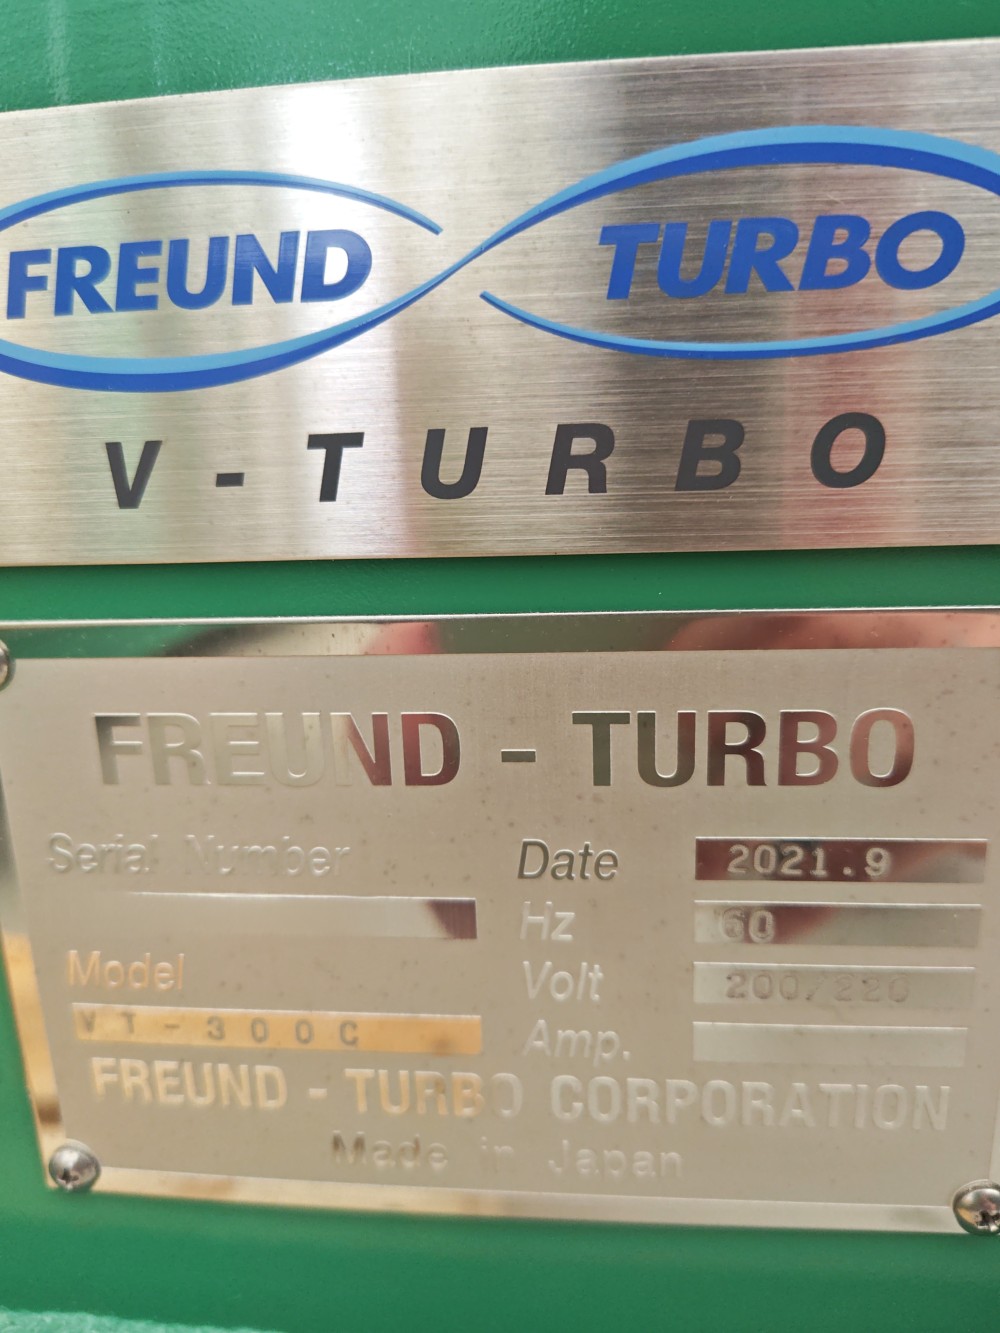 FREUND TURBO
V - TURBO
FREUND - TURBO
Serial Number
Date 2021.9
Hz 60
Model
VT-300C
Volt 200/220
Amp.
FREUND - TURBO CORPORATION
Made in Japan